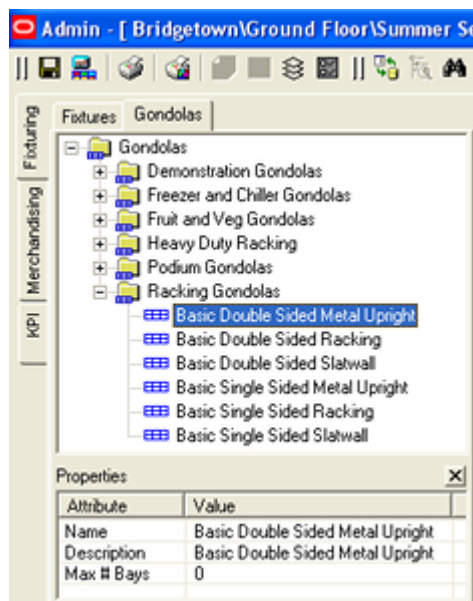 Admin - [ Bridgetown\Ground Floor\Summer Se
Fixturing
Merchandising
KPI
Fixtures Gondolas
Gondolas
Demonstration Gondolas
Freezer and Chiller Gondolas
Fruit and Veg Gondolas
Heavy Duty Racking
Podium Gondolas
Racking Gondolas
Basic Double Sided Metal Upright
Basic Double Sided Racking
Basic Double Sided Slatwall
Basic Single Sided Metal Upright
Basic Single Sided Racking
Basic Single Sided Slatwall
Properties
Attribute Value
Name Basic Double Sided Metal Upright
Description Basic Double Sided Metal Upright
Max # Bays 0